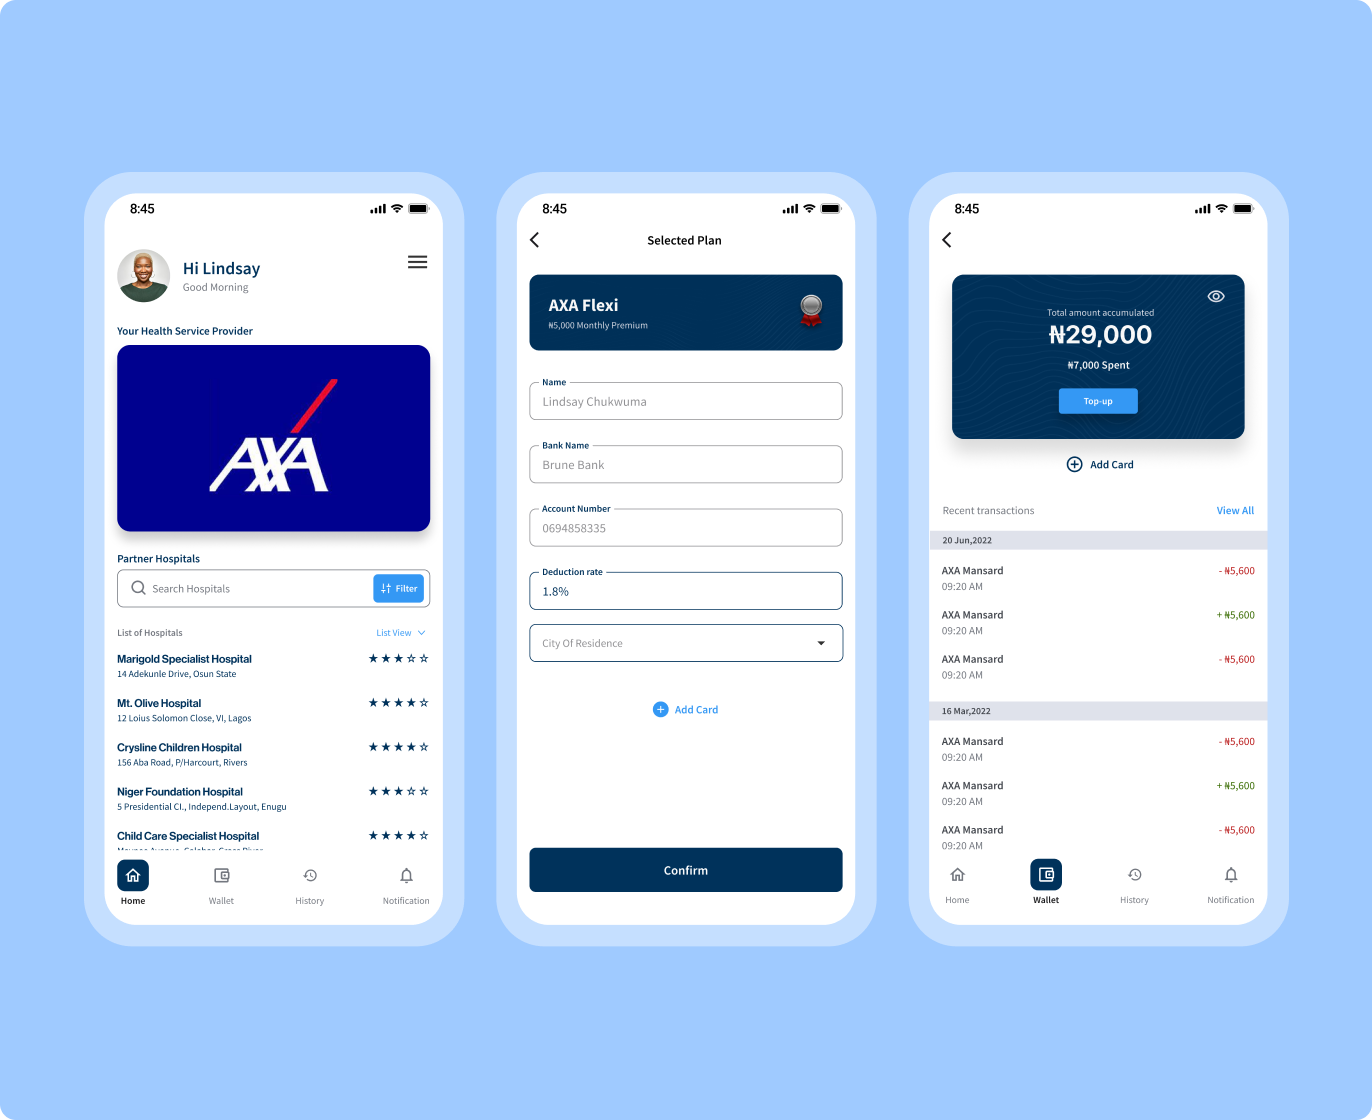 8:45
Hi Lindsay
Good Morning
Your Health Service Provider
AXA
Partner Hospitals
Search Hospitals
Filter
List of Hospitals
List View
Marigold Specialist Hospital
14 Adekunle Drive, Osun State
Mt. Olive Hospital
12 Loius Solomon Close, VI, Lagos
Crysline Children Hospital
156 Aba Road, P/Harcourt, Rivers
Niger Foundation Hospital
5 Presidential Cl., Independ.Layout, Enugu
Child Care Specialist Hospital
Home
Wallet
History
Notification
8:45
Selected Plan
AXA Flexi
₦5,000 Monthly Premium
Name
Lindsay Chukwuma
Bank Name
Brune Bank
Account Number
0694858335
Deduction rate
1.8%
City Of Residence
Add Card
Confirm
8:45
Total amount accumulated
₦29,000
₦7,000 Spent
Top-up
Add Card
Recent transactions
View All
20 Jun,2022
AXA Mansard
- ₦5,600
09:20 AM
AXA Mansard
+ ₦5,600
09:20 AM
AXA Mansard
- ₦5,600
09:20 AM
16 Mar,2022
AXA Mansard
- ₦5,600
09:20 AM
AXA Mansard
+ ₦5,600
09:20 AM
AXA Mansard
- ₦5,600
09:20 AM
Home
Wallet
History
Notification